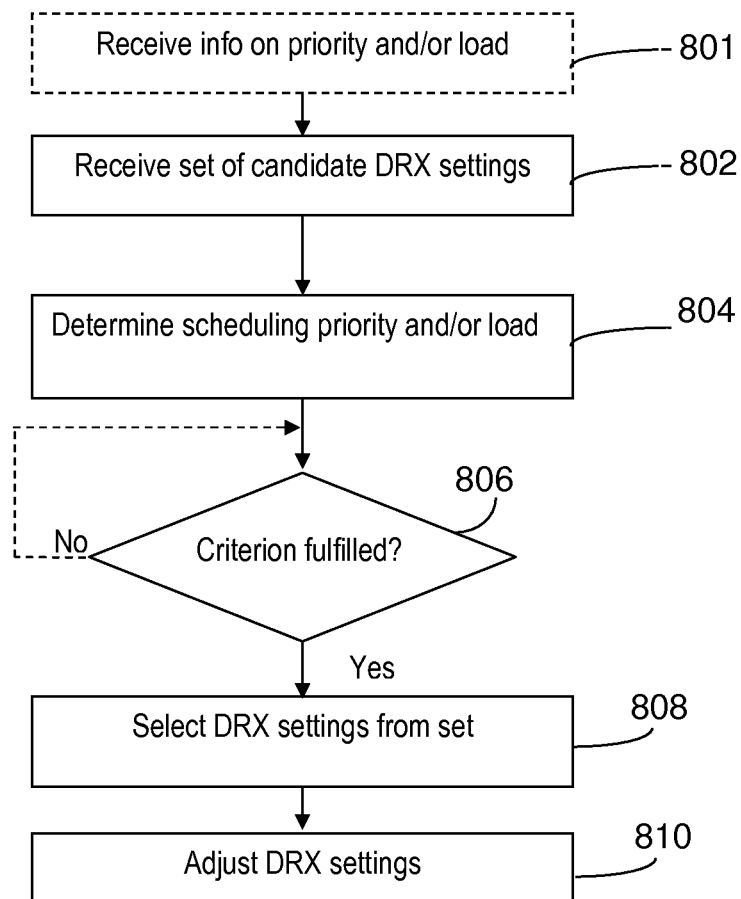 Receive info on priority and/or load
801
Receive set of candidate DRX settings
802
Determine scheduling priority and/or load
804
806
Criterion fulfilled?
No
Yes
Select DRX settings from set
808
Adjust DRX settings
810